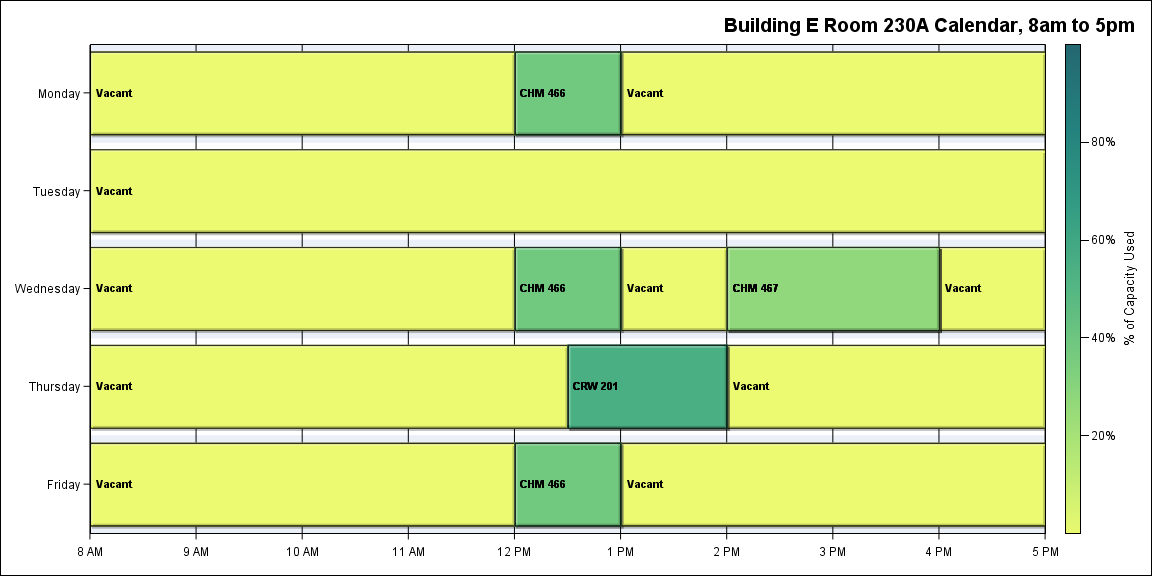 Building E Room 230A Calendar, 8am to 5pm
Monday
Vacant
CHM 466
Vacant
Tuesday
Vacant
Wednesday
Vacant
CHM 466
Vacant
CHM 467
Vacant
Thursday
Vacant
CRW 201
Vacant
Friday
Vacant
CHM 466
Vacant
8 AM
9 AM
10 AM
11 AM
12 PM
1 PM
2 PM
3 PM
4 PM
5 PM
80%
60%
40%
20%
% of Capacity Used